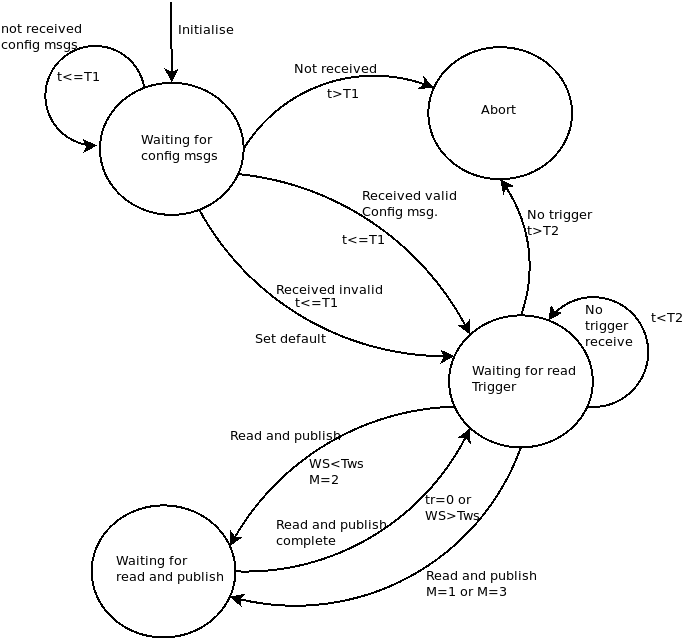 not received
config msgs
Initialise
t<=T1
Not received
t>T1
Abort
Waiting for
config msgs
Received valid
Config msg.
t<=T1
No trigger
t>T2
Received invalid
t<=T1
Set default
No
trigger
receive
t<T2
Waiting for read
Trigger
Read and publish
WS<Tws
M=2
tr=0 or
WS>Tws
Read and publish
complete
Waiting for
read and publish
Read and publish
M=1 or M=3